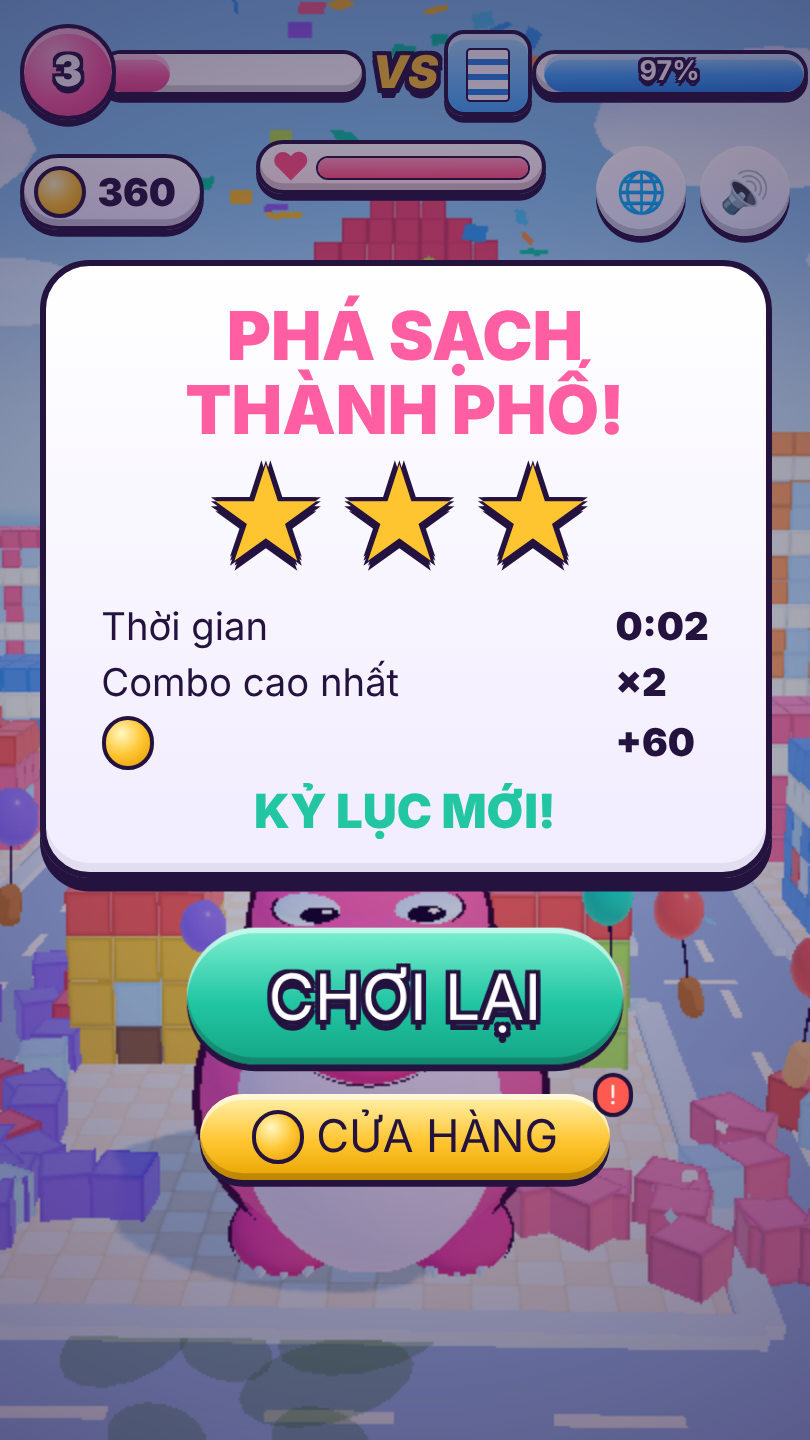 3
VS
97%
360
PHÁ SẠCH
THÀNH PHỐ!
Thời gian 0:02
Combo cao nhất ×2
+60
KỶ LỤC MỚI!
CHƠI LẠI
!
CỬA HÀNG